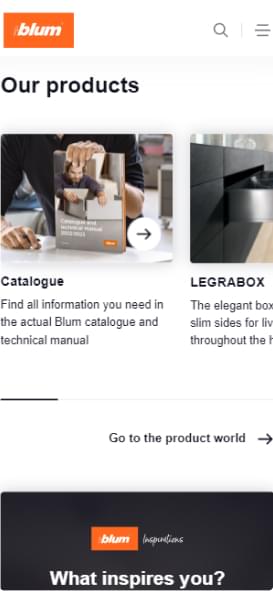 blum
Our products
Catalogue and
technical manual
2022/2023
blum
Catalogue
Find all information you need in
the actual Blum catalogue and
technical manual
LEGRABOX
The elegant box
slim sides for liv
throughout the h
Go to the product world
blum Inspirations
What inspires you?